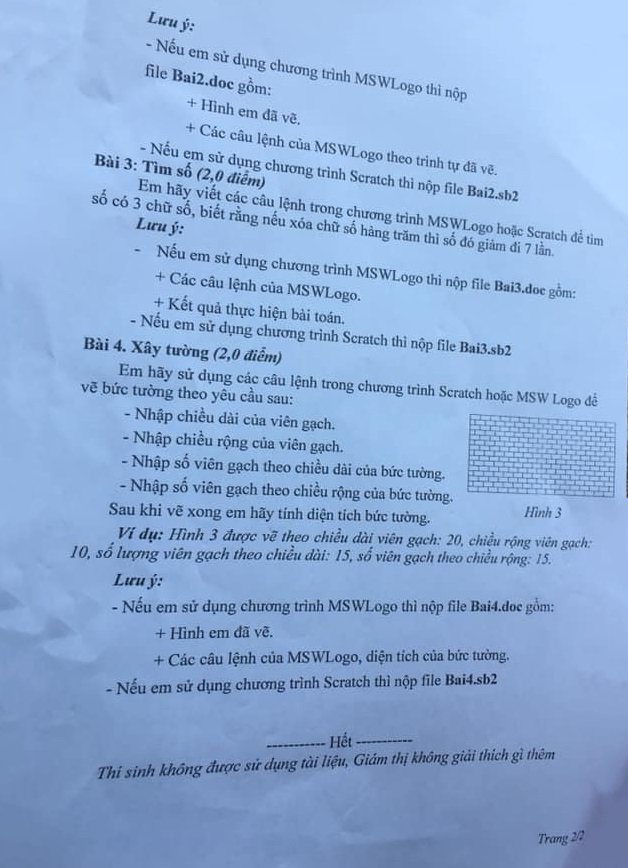 Lưu ý:
- Nếu em sử dụng chương trình MSWLogo thì nộp
file Bai2.doc gồm:
+ Hình em đã vẽ.
+ Các câu lệnh của MSWLogo theo trình tự đã vẽ.
- Nếu em sử dụng chương trình Scratch thì nộp file Bai2.sb2
Bài 3: Tìm số (2,0 điểm)
Em hãy viết các câu lệnh trong chương trình MSWLogo hoặc Scratch để tìm
số có 3 chữ số, biết rằng nếu xóa chữ số hàng trăm thì số đó giảm đi 7 lần.
Lưu ý:
- Nếu em sử dụng chương trình MSWLogo thì nộp file Bai3.doc gồm:
+ Các câu lệnh của MSWLogo.
+ Kết quả thực hiện bài toán.
- Nếu em sử dụng chương trình Scratch thì nộp file Bai3.sb2
Bài 4. Xây tường (2,0 điểm)
Em hãy sử dụng các câu lệnh trong chương trình Scratch hoặc MSW Logo để
vẽ bức tường theo yêu cầu sau:
- Nhập chiều dài của viên gạch.
- Nhập chiều rộng của viên gạch.
- Nhập số viên gạch theo chiều dài của bức tường.
- Nhập số viên gạch theo chiều rộng của bức tường.
Sau khi vẽ xong em hãy tính diện tích bức tường.
Hình 3
Ví dụ: Hình 3 được vẽ theo chiều dài viên gạch: 20, chiều rộng viên gạch:
10, số lượng viên gạch theo chiều dài: 15, số viên gạch theo chiều rộng: 15.
Lưu ý:
- Nếu em sử dụng chương trình MSWLogo thì nộp file Bai4.doc gồm:
+ Hình em đã vẽ.
+ Các câu lệnh của MSWLogo, diện tích của bức tường.
- Nếu em sử dụng chương trình Scratch thì nộp file Bai4.sb2
----------- Hết -----------
Thí sinh không được sử dụng tài liệu, Giám thị không giải thích gì thêm
Trang 2/2